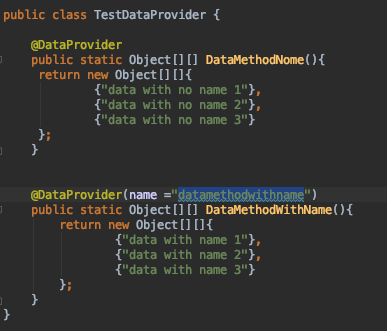 public class TestDataProvider {
@DataProvider
public static Object[][] DataMethodNome(){
return new Object[][]{
{"data with no name 1"},
{"data with no name 2"},
{"data with no name 3"}
};
}
@DataProvider(name ="datamethodwithname")
public static Object[][] DataMethodWithName(){
return new Object[][]{
{"data with name 1"},
{"data with name 2"},
{"data with name 3"}
};
}
}